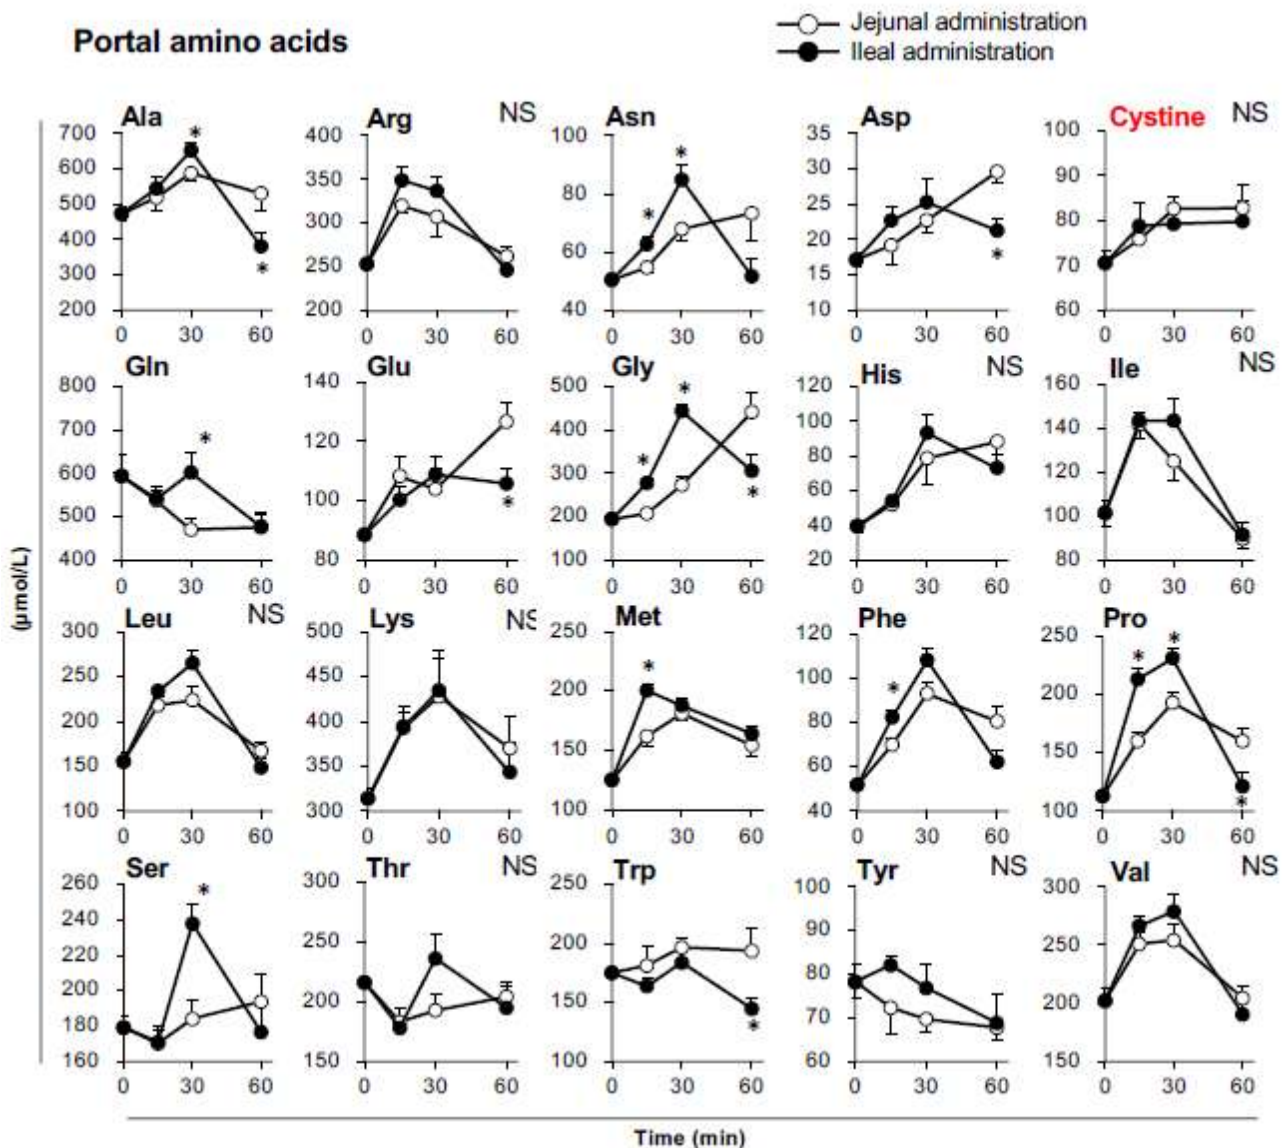 Portal amino acids
Jejunal administration
Ileal administration
Ala
Arg NS
Asn
Asp
Cystine NS
700 400 100 35 100
600 350 80 30 90
500 300 60 25 80
400 250 40 20 70
300 200 15 60
200 10
* * * * * *
0 30 60 0 30 60 0 30 60 0 30 60 0 30 60
Gln
Glu
Gly
His NS
Ile NS
800 140 500 120 160
700 120 400 100 140
600 100 300 80 120
500 80 200 60 100
400 100 40 80
20
* * * * *
0 30 60 0 30 60 0 30 60 0 30 60 0 30 60
(µmol/L)
Leu NS
Lys NS
Met
Phe
Pro
300 500 250 120 250
250 450 200 100 200
200 400 150 80 150
150 350 100 60 100
100 300 40
* * * * *
0 30 60 0 30 60 0 30 60 0 30 60 0 30 60
Ser
Thr NS
Trp
Tyr NS
Val NS
260 300 250 100 300
240 250 200 90 250
220 200 150 80 200
200 150 100 70 150
180 60
160
* *
0 30 60 0 30 60 0 30 60 0 30 60 0 30 60
Time (min)